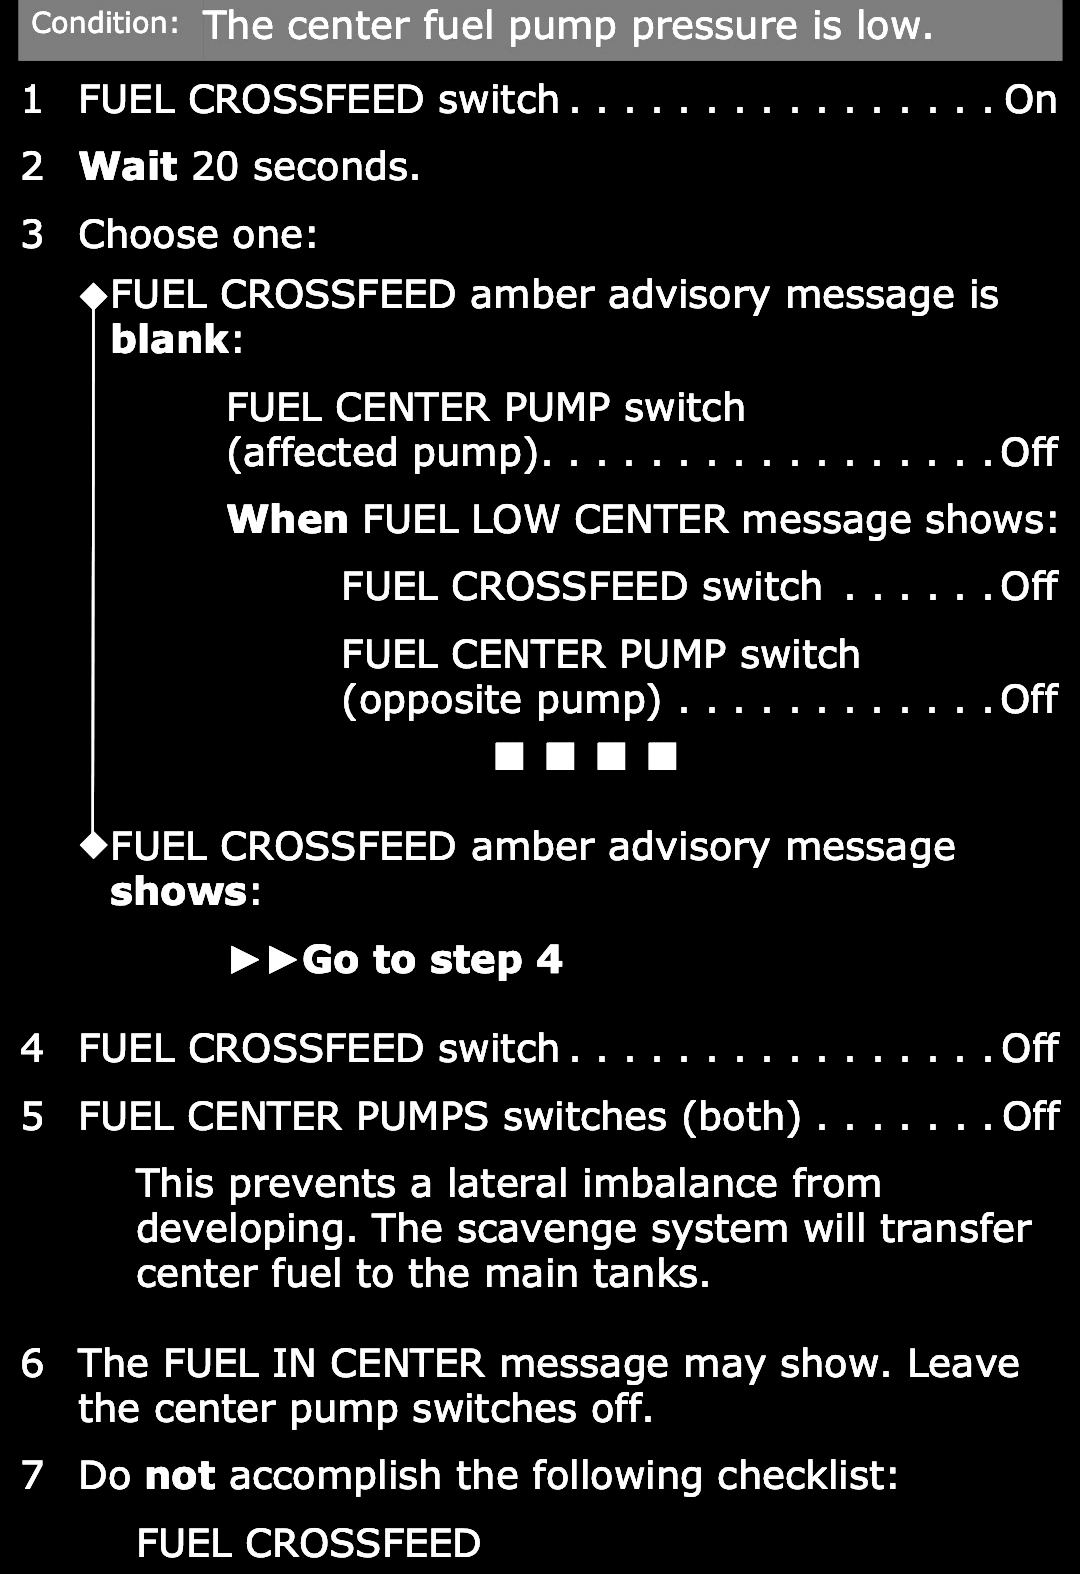 Condition: The center fuel pump pressure is low.
1 FUEL CROSSFEED switch . . . . . . . . . . . . . . . . On
2 Wait 20 seconds.
3 Choose one:
◆FUEL CROSSFEED amber advisory message is
blank:
FUEL CENTER PUMP switch
(affected pump). . . . . . . . . . . . . . . . . Off
When FUEL LOW CENTER message shows:
FUEL CROSSFEED switch . . . . . . Off
FUEL CENTER PUMP switch
(opposite pump) . . . . . . . . . . . . Off
■ ■ ■ ■
◆FUEL CROSSFEED amber advisory message
shows:
►►Go to step 4
4 FUEL CROSSFEED switch . . . . . . . . . . . . . . . . Off
5 FUEL CENTER PUMPS switches (both) . . . . . . . Off
This prevents a lateral imbalance from
developing. The scavenge system will transfer
center fuel to the main tanks.
6 The FUEL IN CENTER message may show. Leave
the center pump switches off.
7 Do not accomplish the following checklist:
FUEL CROSSFEED